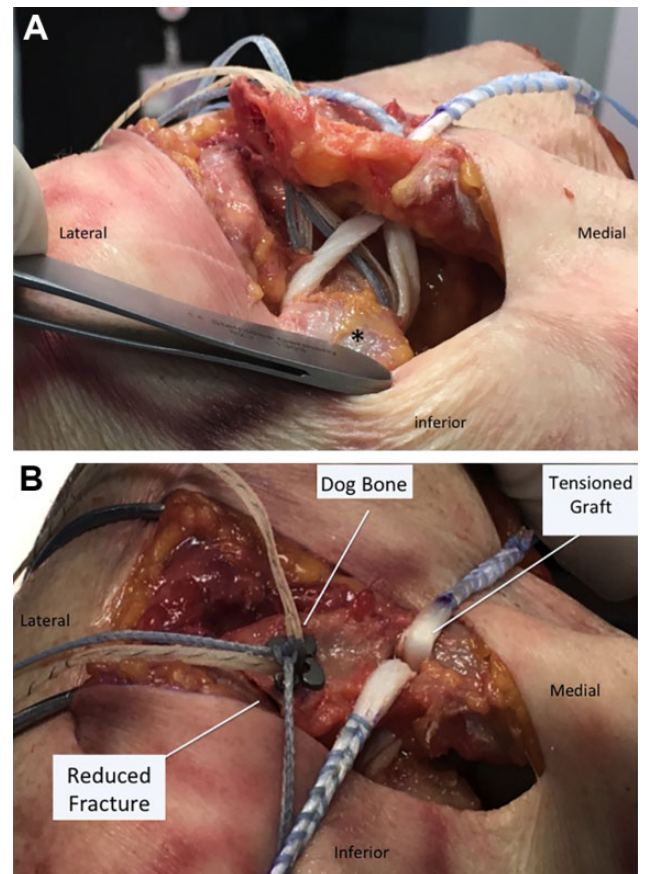 A
Lateral
Medial
*
inferior
B
Dog Bone
Tensioned
Graft
Lateral
Medial
Reduced
Fracture
Inferior